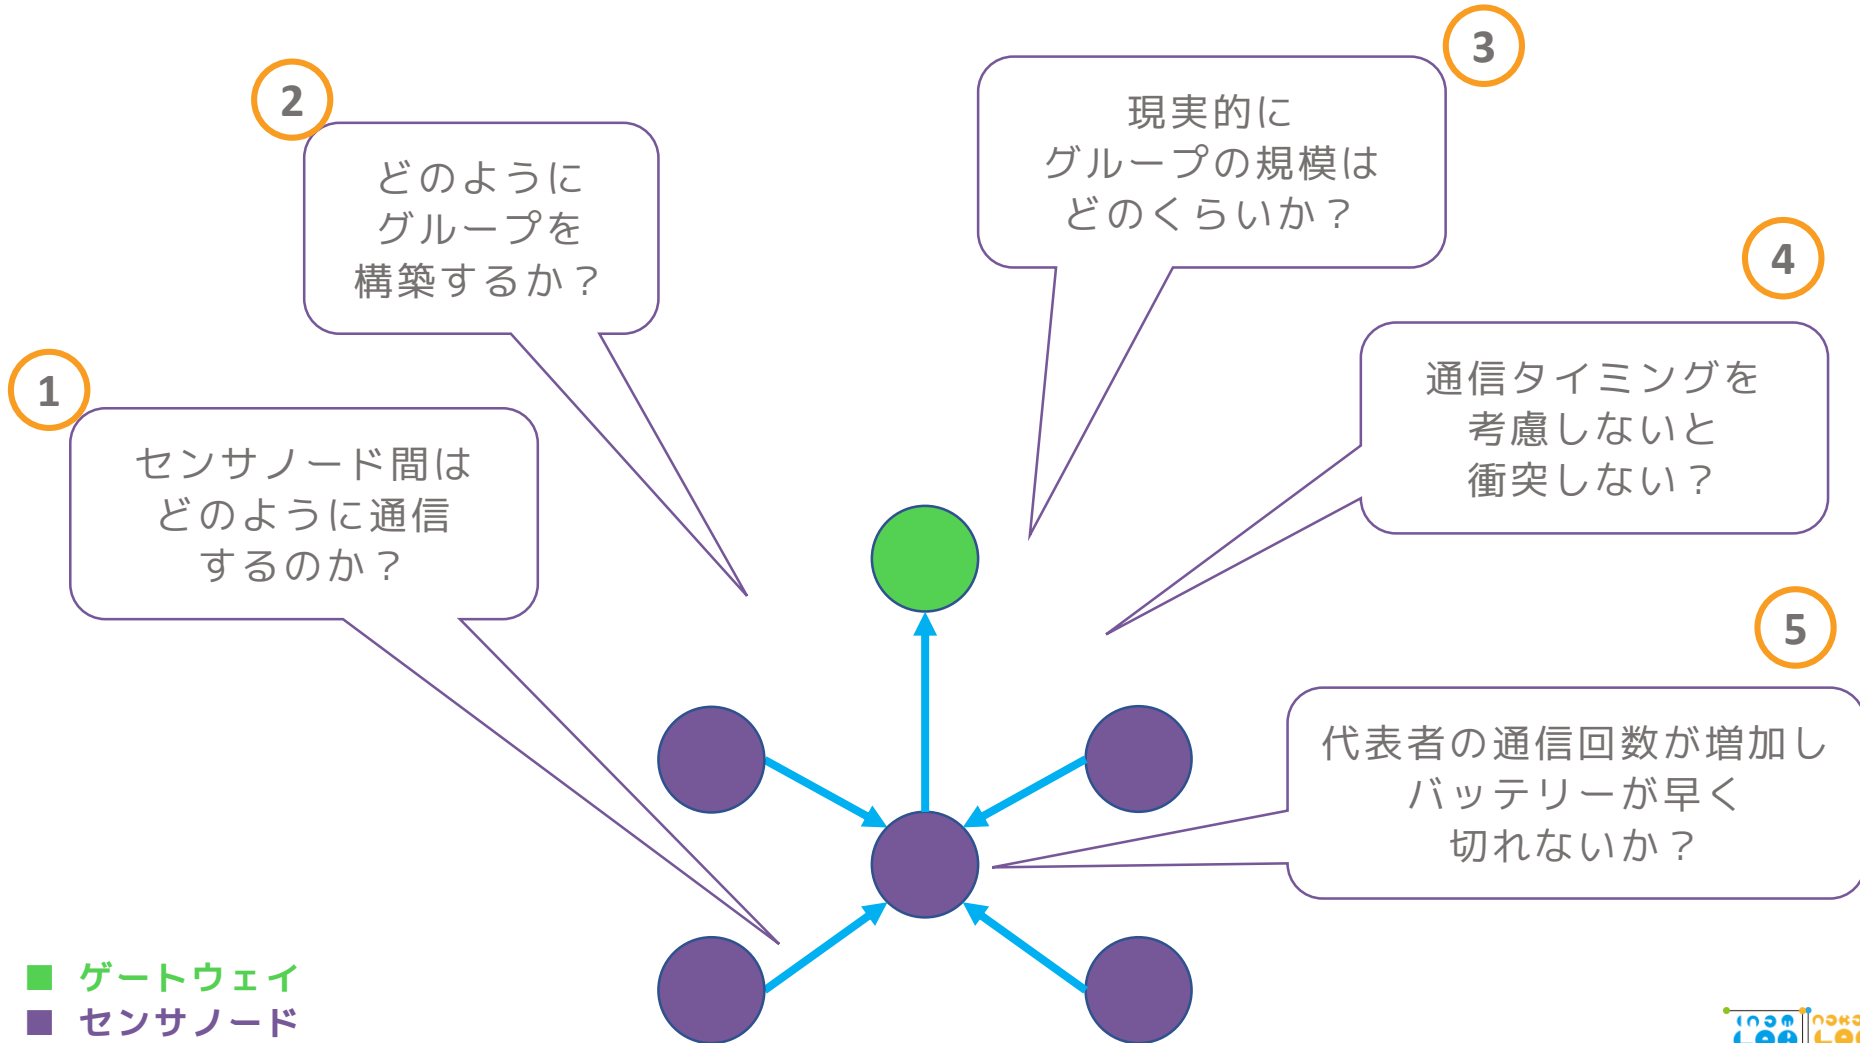 1
センサノード間は
どのように通信
するのか？
2
どのように
グループを
構築するか？
3
現実的に
グループの規模は
どのくらいか？
4
通信タイミングを
考慮しないと
衝突しない？
5
代表者の通信回数が増加し
バッテリーが早く
切れないか？
■ ゲートウェイ
■ センサノード